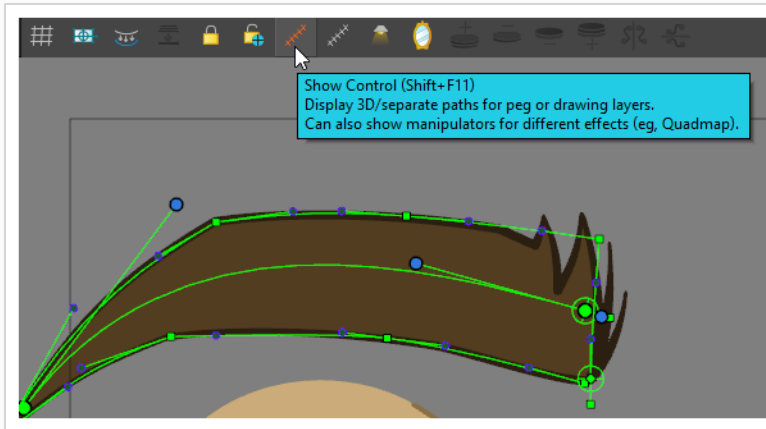 Show Control (Shift+F11)
Display 3D/separate paths for peg or drawing layers.
Can also show manipulators for different effects (eg, Quadmap).